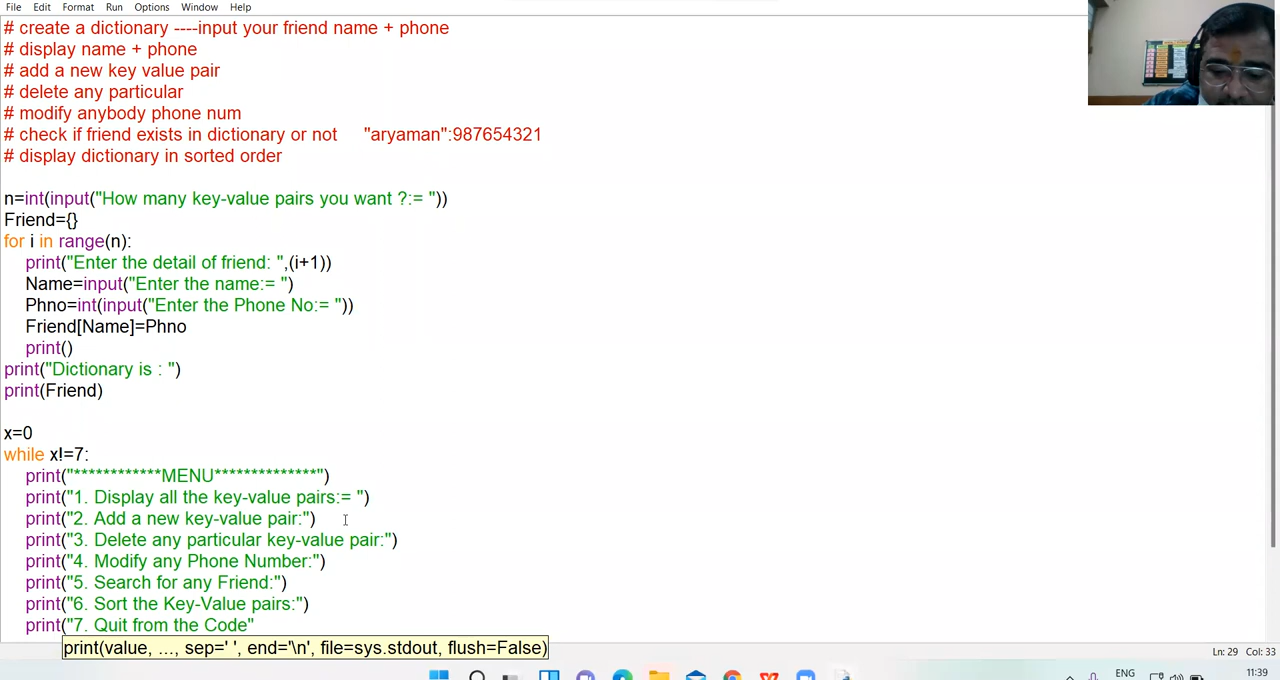 File Edit Format Run Options Window Help
# create a dictionary ----input your friend name + phone
# display name + phone
# add a new key value pair
# delete any particular
# modify anybody phone num
# check if friend exists in dictionary or not "aryaman":987654321
# display dictionary in sorted order
n=int(input("How many key-value pairs you want ?:= "))
Friend={}
for i in range(n):
print("Enter the detail of friend: ",(i+1))
Name=input("Enter the name:= ")
Phno=int(input("Enter the Phone No:= "))
Friend[Name]=Phno
print()
print("Dictionary is : ")
print(Friend)
x=0
while x!=7:
print("************MENU**************")
print("1. Display all the key-value pairs:= ")
print("2. Add a new key-value pair:")
print("3. Delete any particular key-value pair:")
print("4. Modify any Phone Number:")
print("5. Search for any Friend:")
print("6. Sort the Key-Value pairs:")
print("7. Quit from the Code"
print(value, ..., sep=' ', end='\n', file=sys.stdout, flush=False)
Ln: 29 Col: 33
ENG
11:39